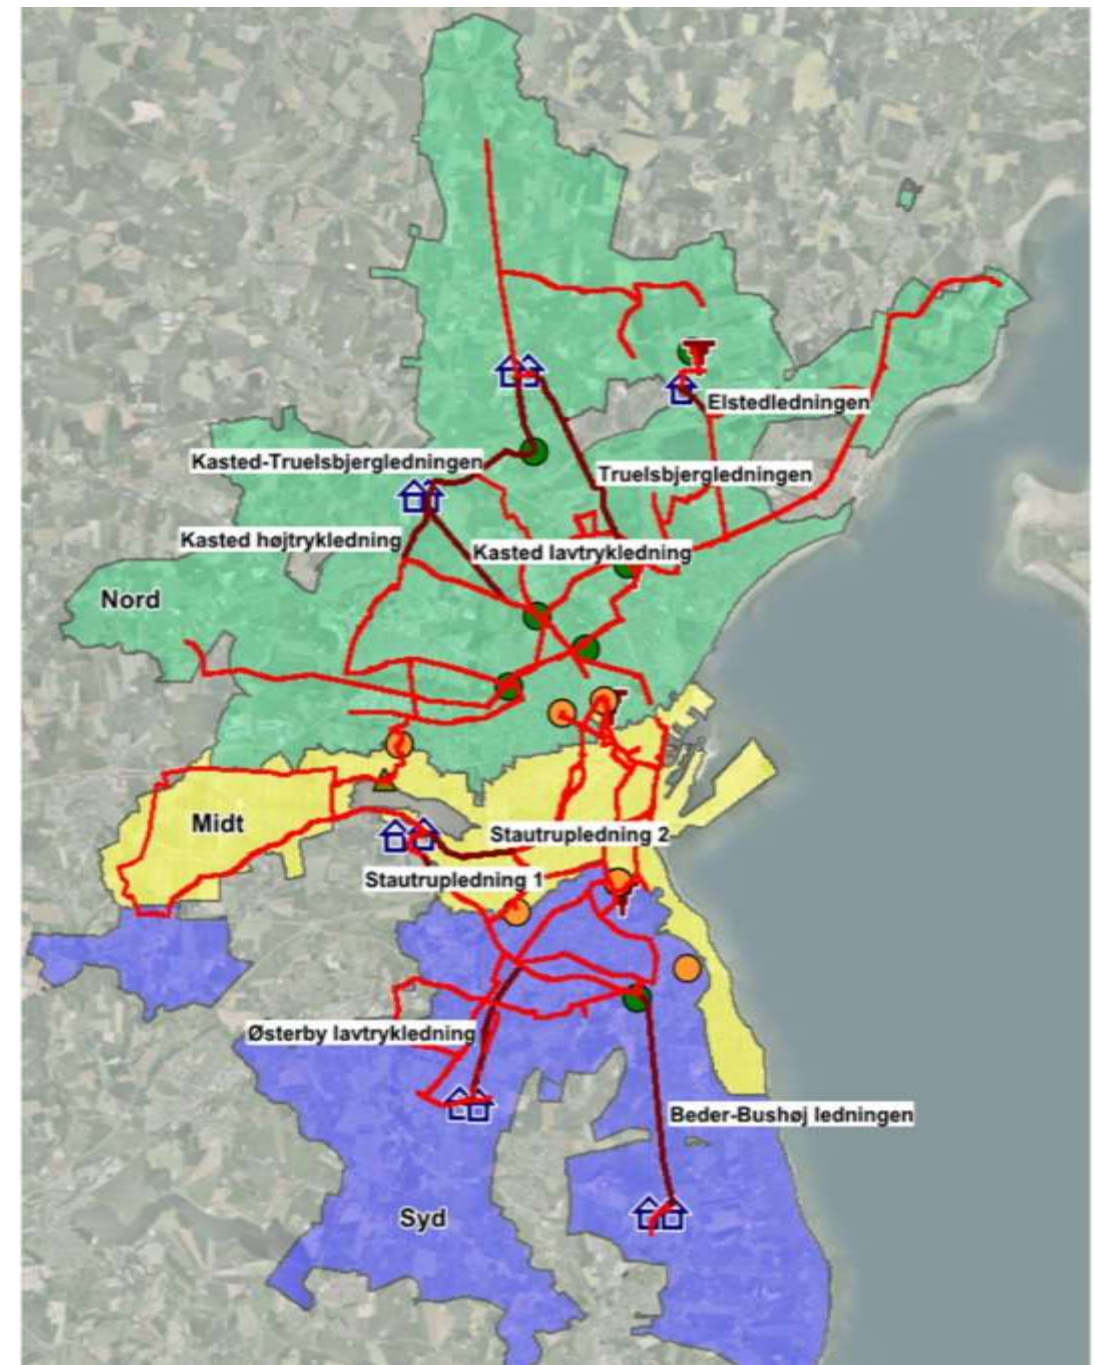 Elstedledningen
Kasted-Truelsbjergledningen
Truelsbjergledningen
Kasted højtrykledning
Kasted lavtrykledning
Nord
Midt
Stautrupledning 2
Stautrupledning 1
Østerby lavtrykledning
Beder-Bushøj ledningen
Syd